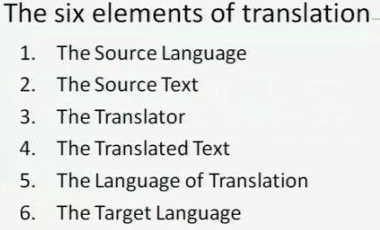 The six elements of translation
1. The Source Language
2. The Source Text
3. The Translator
4. The Translated Text
5. The Language of Translation
6. The Target Language